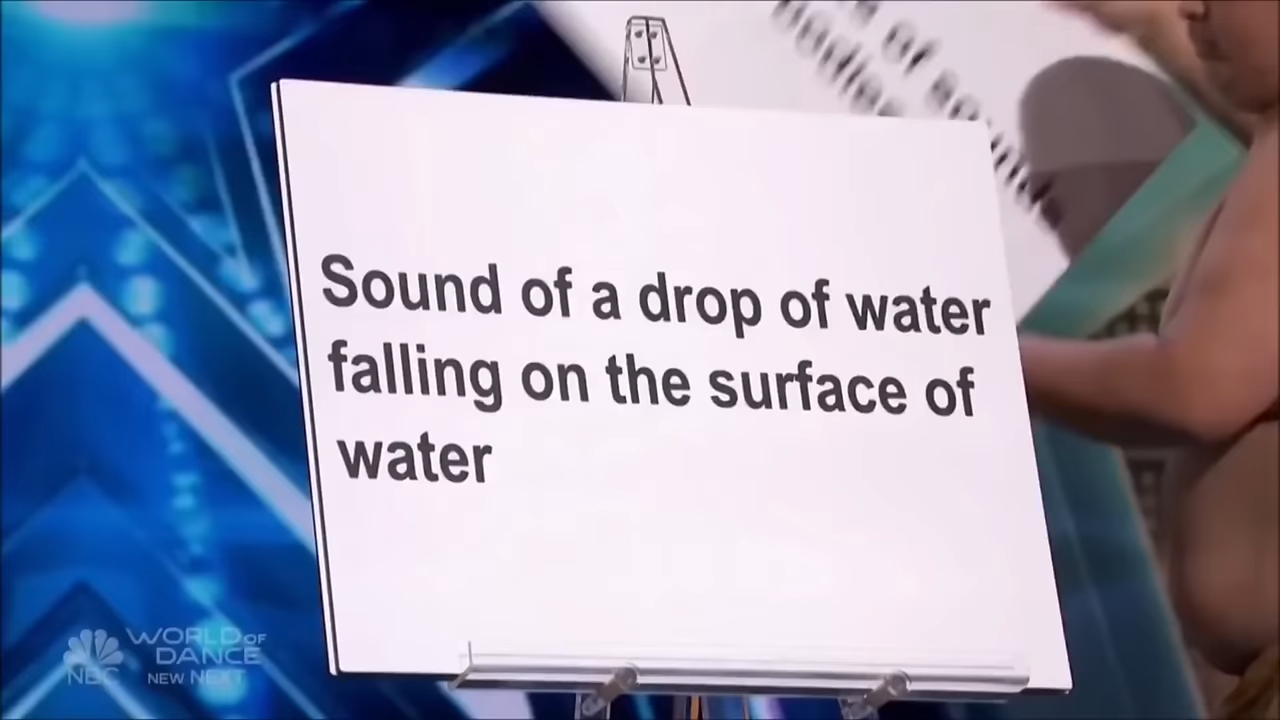 Sound of a drop of water
falling on the surface of
water
WORLD OF
DANCE
NBC
NEW NEXT